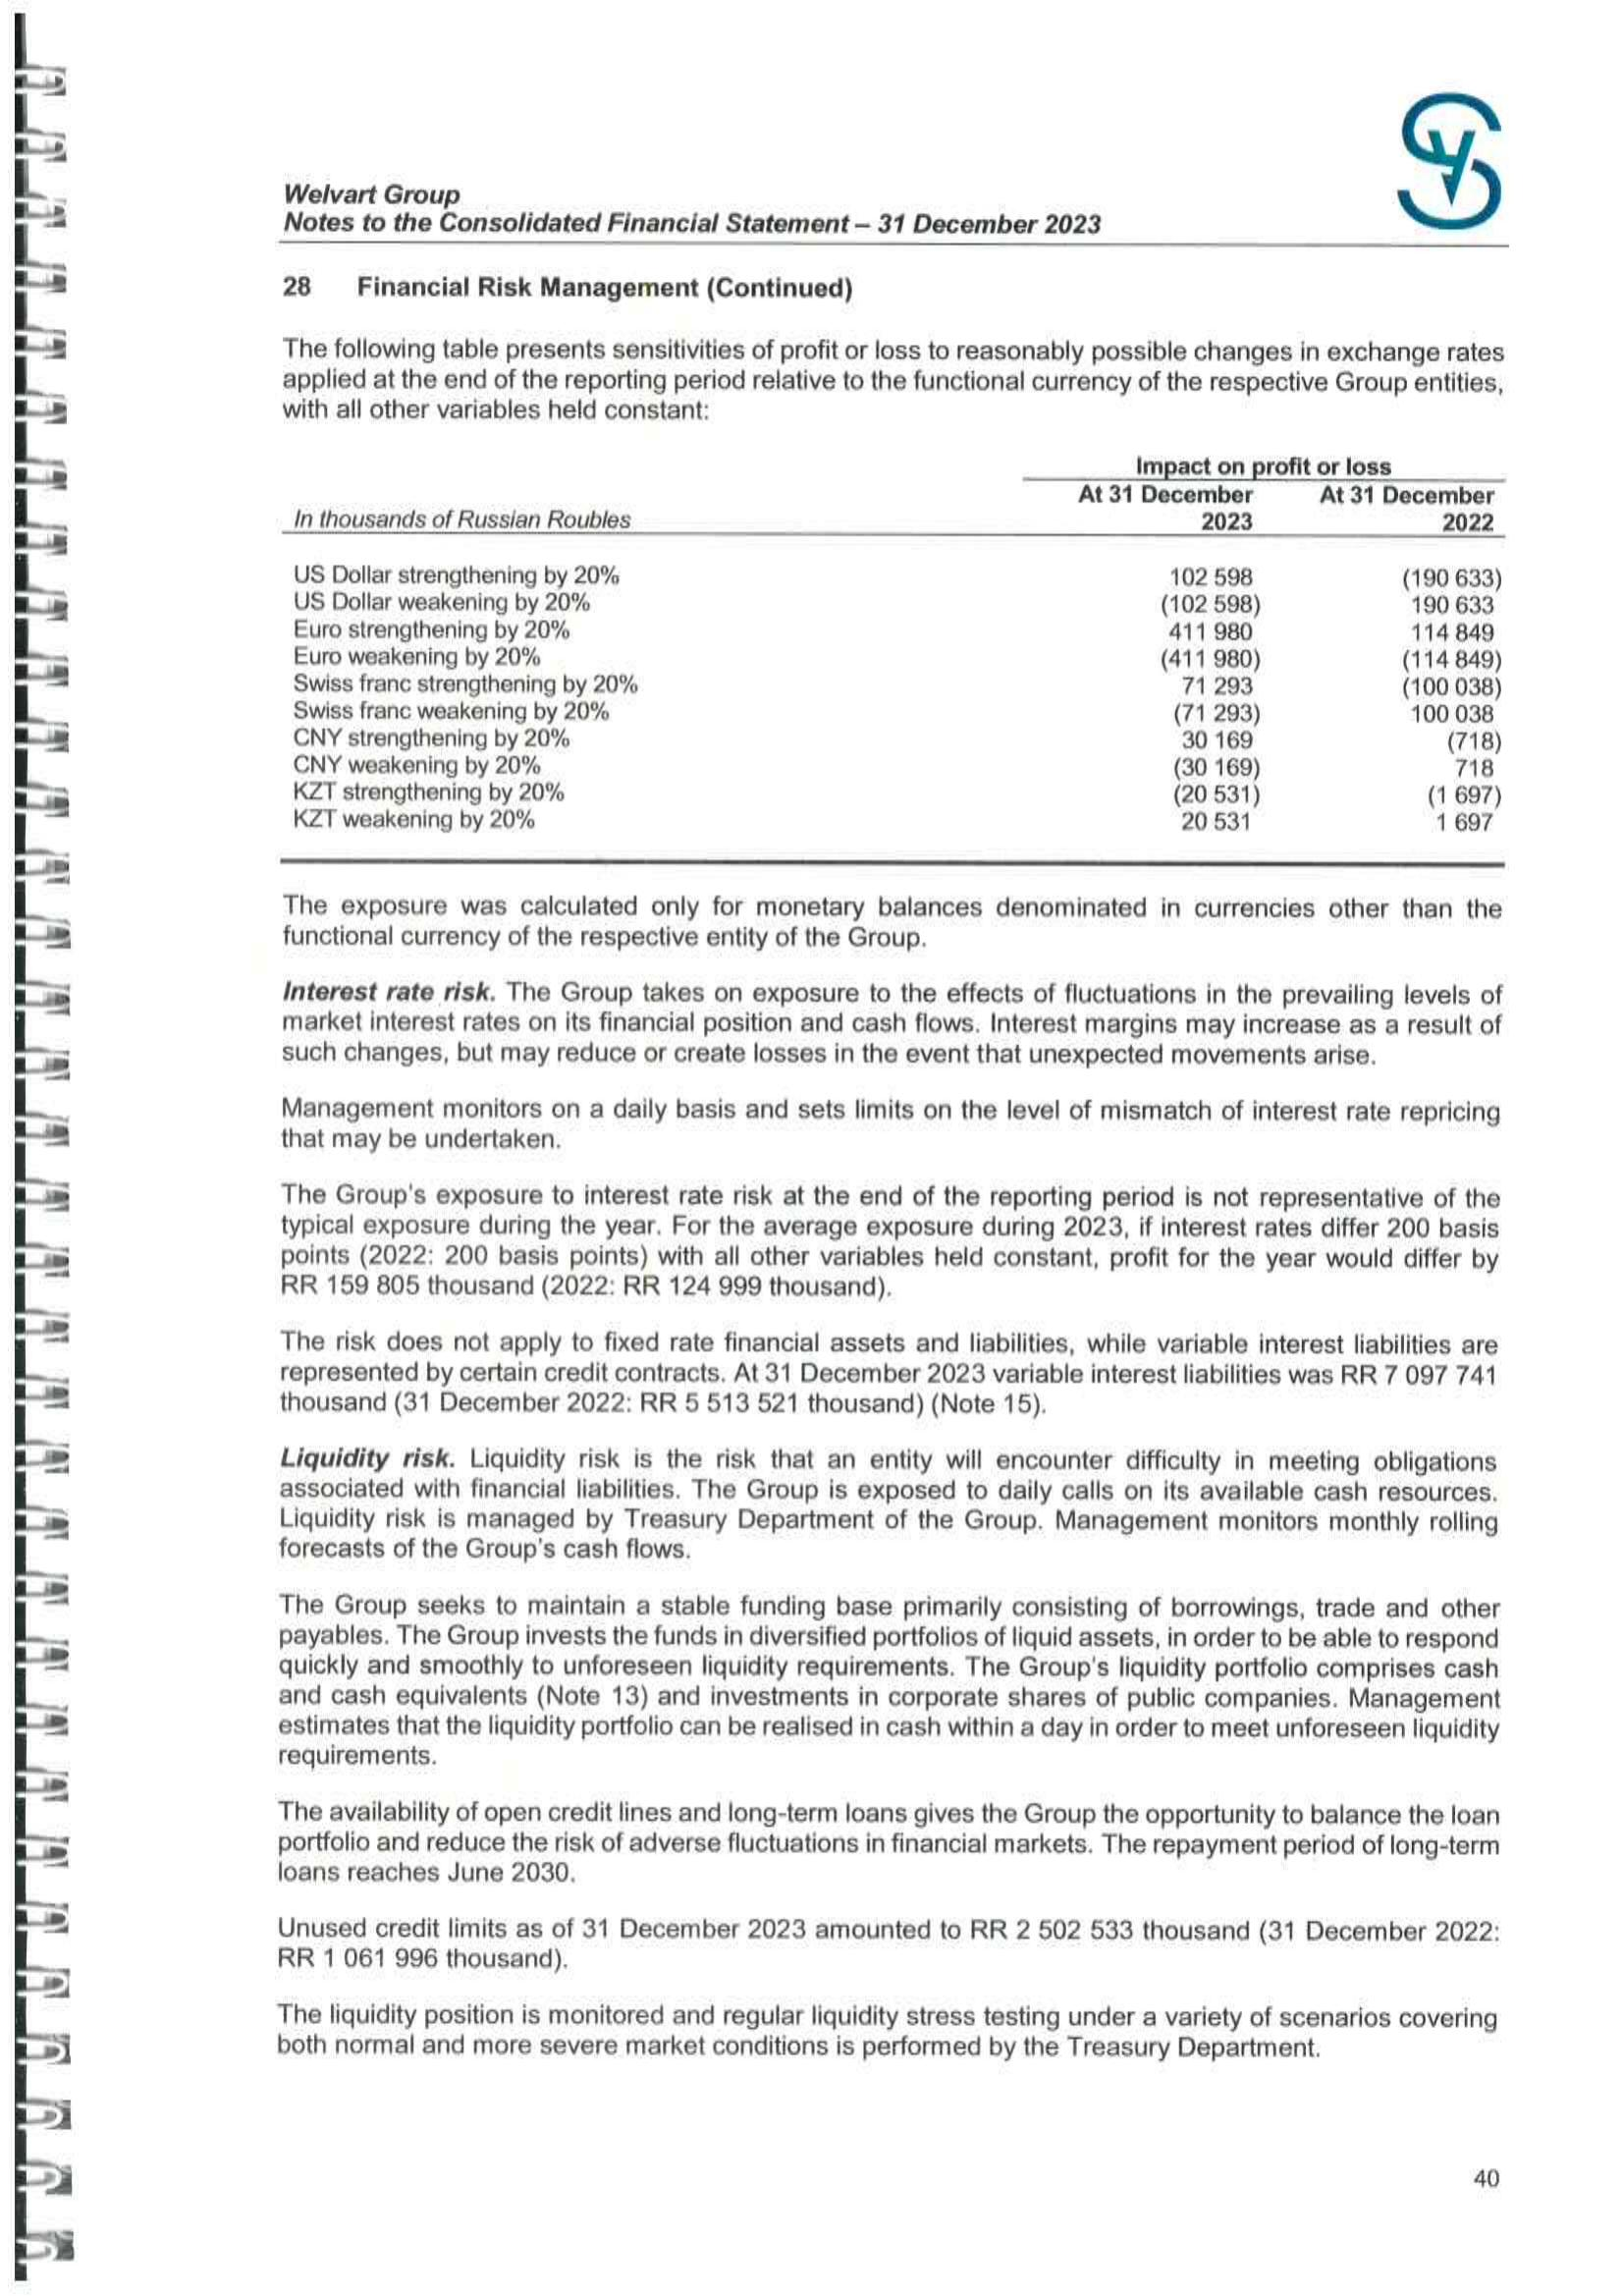 Welvart Group
Notes to the Consolidated Financial Statement – 31 December 2023
28 Financial Risk Management (Continued)
The following table presents sensitivities of profit or loss to reasonably possible changes in exchange rates
applied at the end of the reporting period relative to the functional currency of the respective Group entities,
with all other variables held constant:
Impact on profit or loss
At 31 December At 31 December
In thousands of Russian Roubles 2023 2022
US Dollar strengthening by 20% 102 598 (190 633)
US Dollar weakening by 20% (102 598) 190 633
Euro strengthening by 20% 411 980 114 849
Euro weakening by 20% (411 980) (114 849)
Swiss franc strengthening by 20% 71 293 (100 038)
Swiss franc weakening by 20% (71 293) 100 038
CNY strengthening by 20% 30 169 (718)
CNY weakening by 20% (30 169) 718
KZT strengthening by 20% (20 531) (1 697)
KZT weakening by 20% 20 531 1 697
The exposure was calculated only for monetary balances denominated in currencies other than the
functional currency of the respective entity of the Group.
Interest rate risk. The Group takes on exposure to the effects of fluctuations in the prevailing levels of
market interest rates on its financial position and cash flows. Interest margins may increase as a result of
such changes, but may reduce or create losses in the event that unexpected movements arise.
Management monitors on a daily basis and sets limits on the level of mismatch of interest rate repricing
that may be undertaken.
The Group's exposure to interest rate risk at the end of the reporting period is not representative of the
typical exposure during the year. For the average exposure during 2023, if interest rates differ 200 basis
points (2022: 200 basis points) with all other variables held constant, profit for the year would differ by
RR 159 805 thousand (2022: RR 124 999 thousand).
The risk does not apply to fixed rate financial assets and liabilities, while variable interest liabilities are
represented by certain credit contracts. At 31 December 2023 variable interest liabilities was RR 7 097 741
thousand (31 December 2022: RR 5 513 521 thousand) (Note 15).
Liquidity risk. Liquidity risk is the risk that an entity will encounter difficulty in meeting obligations
associated with financial liabilities. The Group is exposed to daily calls on its available cash resources.
Liquidity risk is managed by Treasury Department of the Group. Management monitors monthly rolling
forecasts of the Group's cash flows.
The Group seeks to maintain a stable funding base primarily consisting of borrowings, trade and other
payables. The Group invests the funds in diversified portfolios of liquid assets, in order to be able to respond
quickly and smoothly to unforeseen liquidity requirements. The Group's liquidity portfolio comprises cash
and cash equivalents (Note 13) and investments in corporate shares of public companies. Management
estimates that the liquidity portfolio can be realised in cash within a day in order to meet unforeseen liquidity
requirements.
The availability of open credit lines and long-term loans gives the Group the opportunity to balance the loan
portfolio and reduce the risk of adverse fluctuations in financial markets. The repayment period of long-term
loans reaches June 2030.
Unused credit limits as of 31 December 2023 amounted to RR 2 502 533 thousand (31 December 2022:
RR 1 061 996 thousand).
The liquidity position is monitored and regular liquidity stress testing under a variety of scenarios covering
both normal and more severe market conditions is performed by the Treasury Department.
40